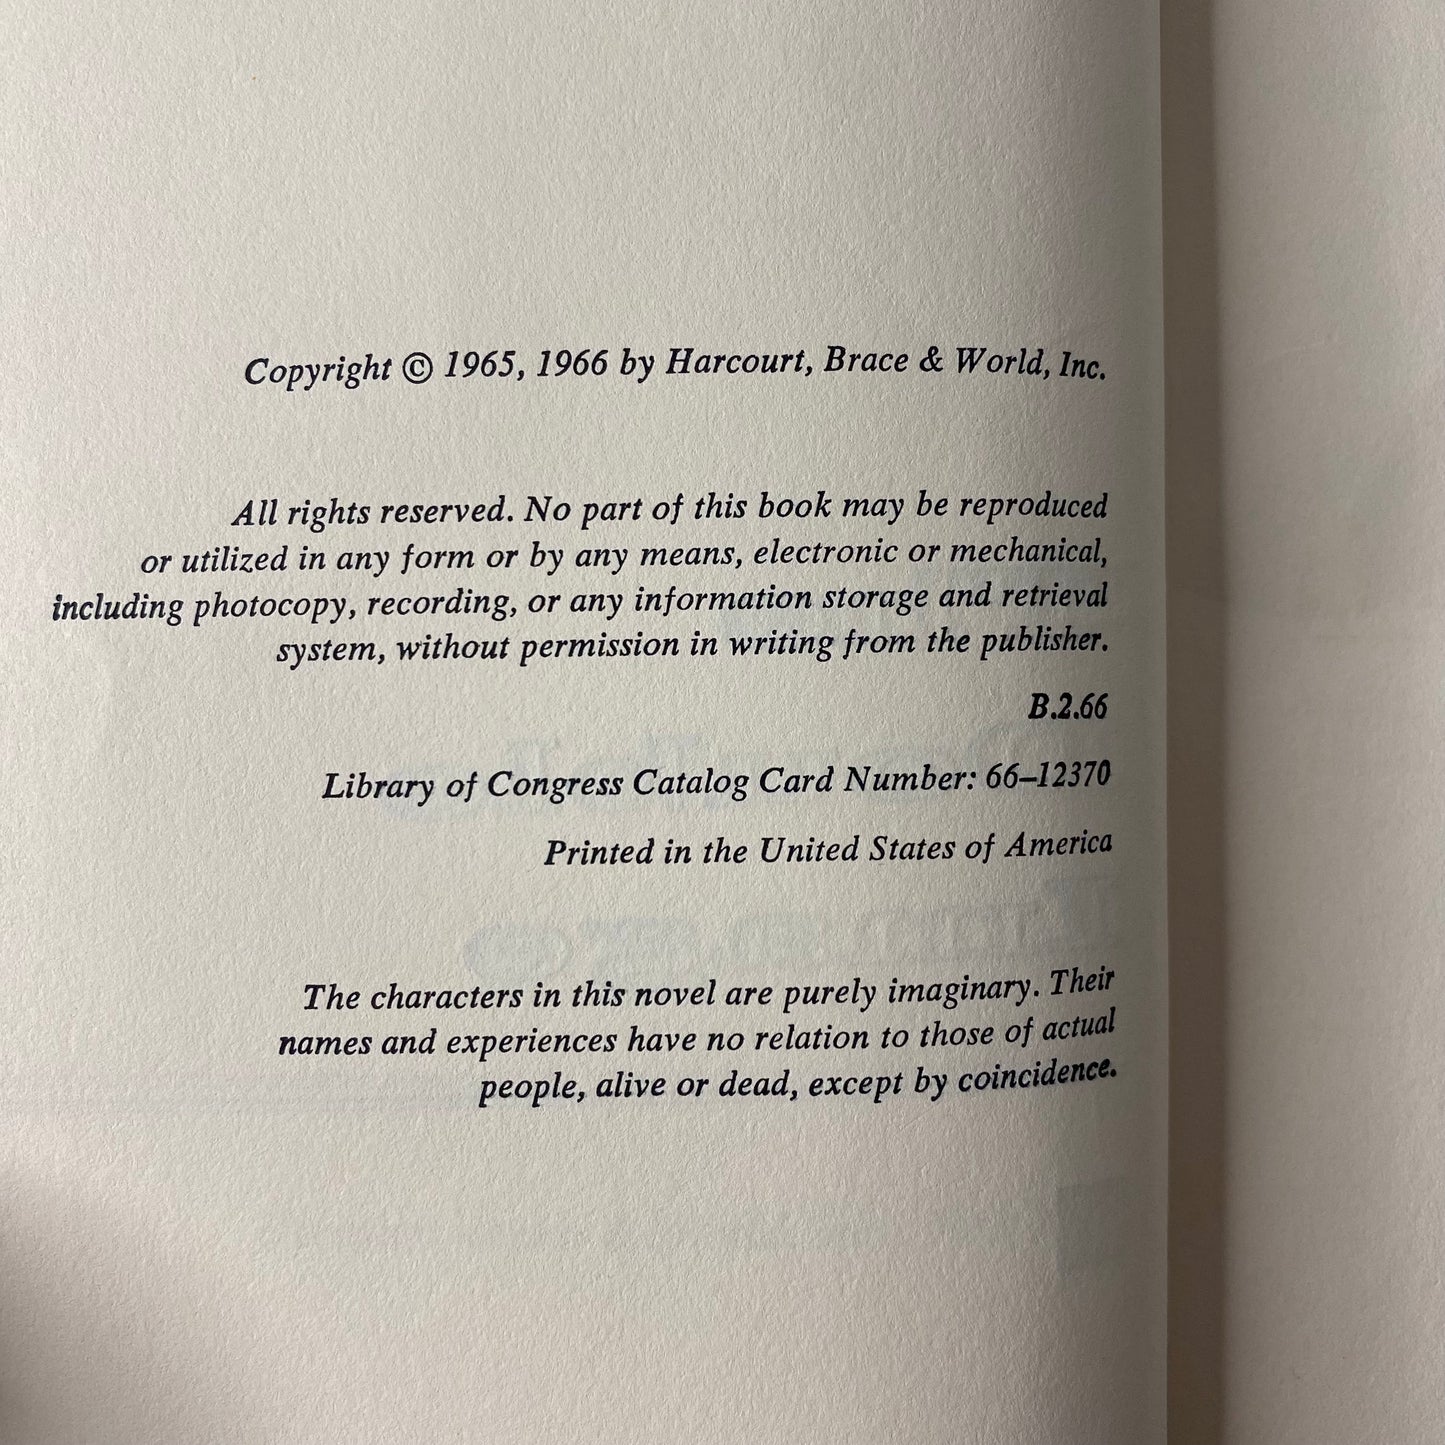 Copyright © 1965, 1966 by Harcourt, Brace & World, Inc.
All rights reserved. No part of this book may be reproduced
or utilized in any form or by any means, electronic or mechanical,
including photocopy, recording, or any information storage and retrieval
system, without permission in writing from the publisher.
B.2.66
Library of Congress Catalog Card Number: 66–12370
Printed in the United States of America
The characters in this novel are purely imaginary. Their
names and experiences have no relation to those of actual
people, alive or dead, except by coincidence.